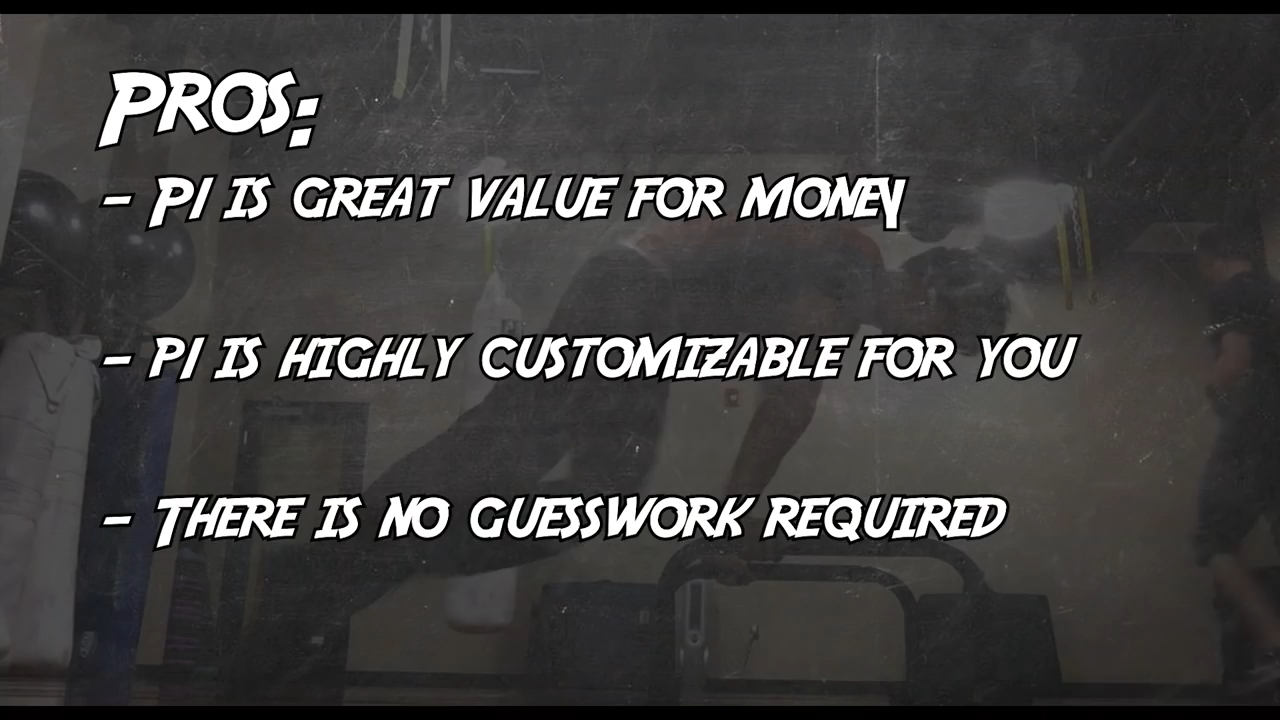 PROS:
- PI IS GREAT VALUE FOR MONEY
- PI IS HIGHLY CUSTOMIZABLE FOR YOU
- THERE IS NO GUESSWORK REQUIRED